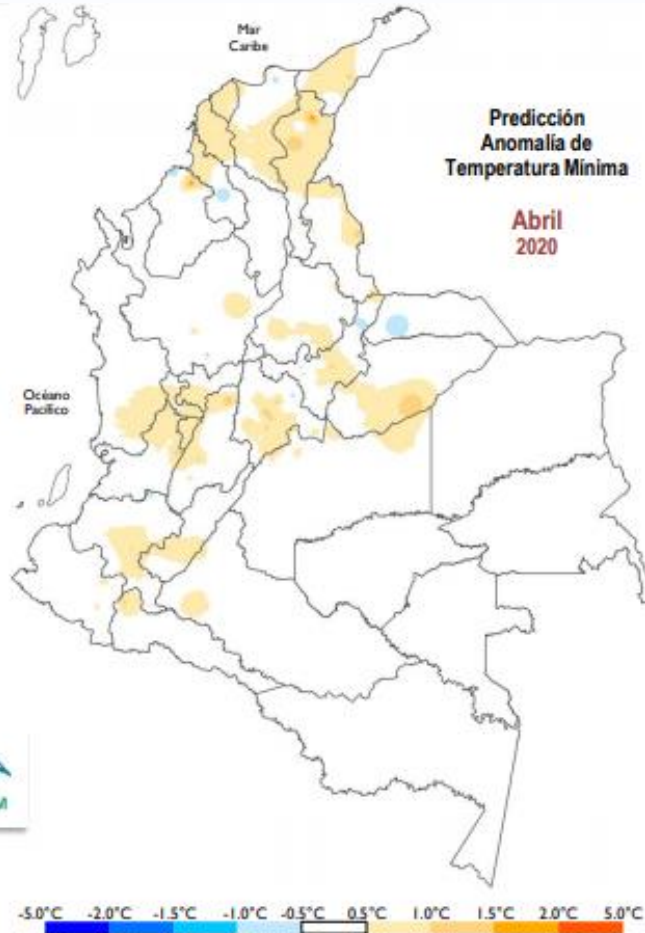 Mar
Caribe
Predicción
Anomalía de
Temperatura Mínima
Abril
2020
Océano
Pacífico
M
-5.0°C -2.0°C -1.5°C -1.0°C -0.5°C 0.5°C 1.0°C 1.5°C 2.0°C 5.0°C